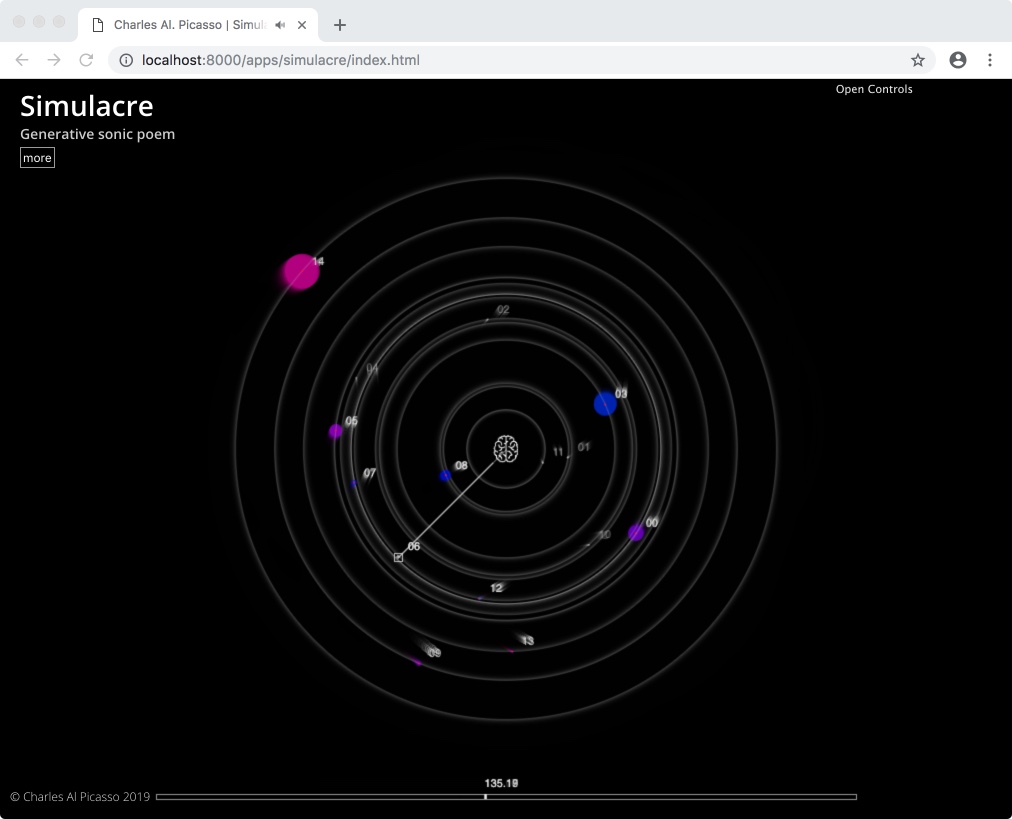 Charles Al. Picasso | Simula
localhost:8000/apps/simulacre/index.html
Open Controls
Simulacre
Generative sonic poem
more
14
02
04
03
05
01
11
08
07
00
10
06
12
13
09
135.19
© Charles Al Picasso 2019